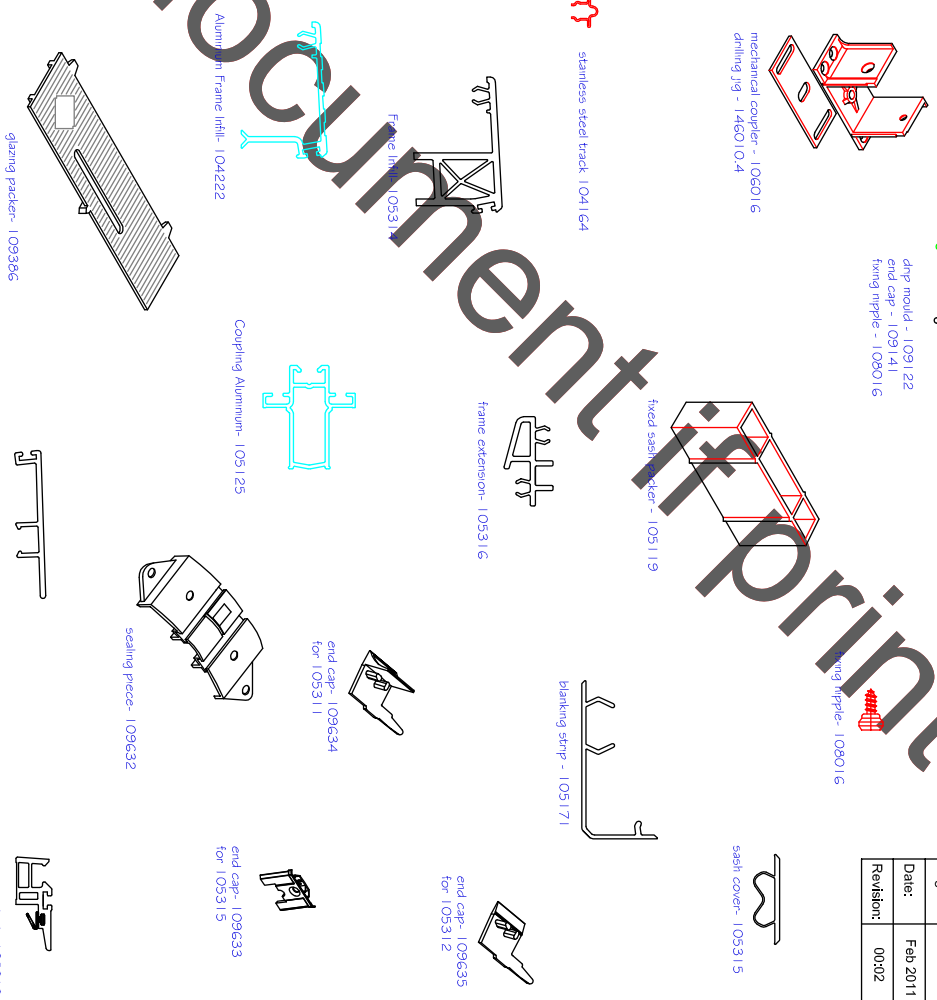 mechanical coupler - 106016
drilling jig - 146010.4
stainless steel track 104164
Frame Infill- 105314
Aluminium Frame Infill- 104222
glazing packer- 109386
drip mould - 109122
end cap - 109141
fixing nipple - 108016
fixed sash packer - 105119
frame extension- 105316
Coupling Aluminium- 105125
fixing nipple- 108016
blanking strip - 105171
end cap- 109634
for 105311
sealing piece- 109632
sash cover- 105315
end cap- 109635
for 105312
end cap- 109633
for 105315
Date: Feb 2011
Revision: 00:02
ocument if print